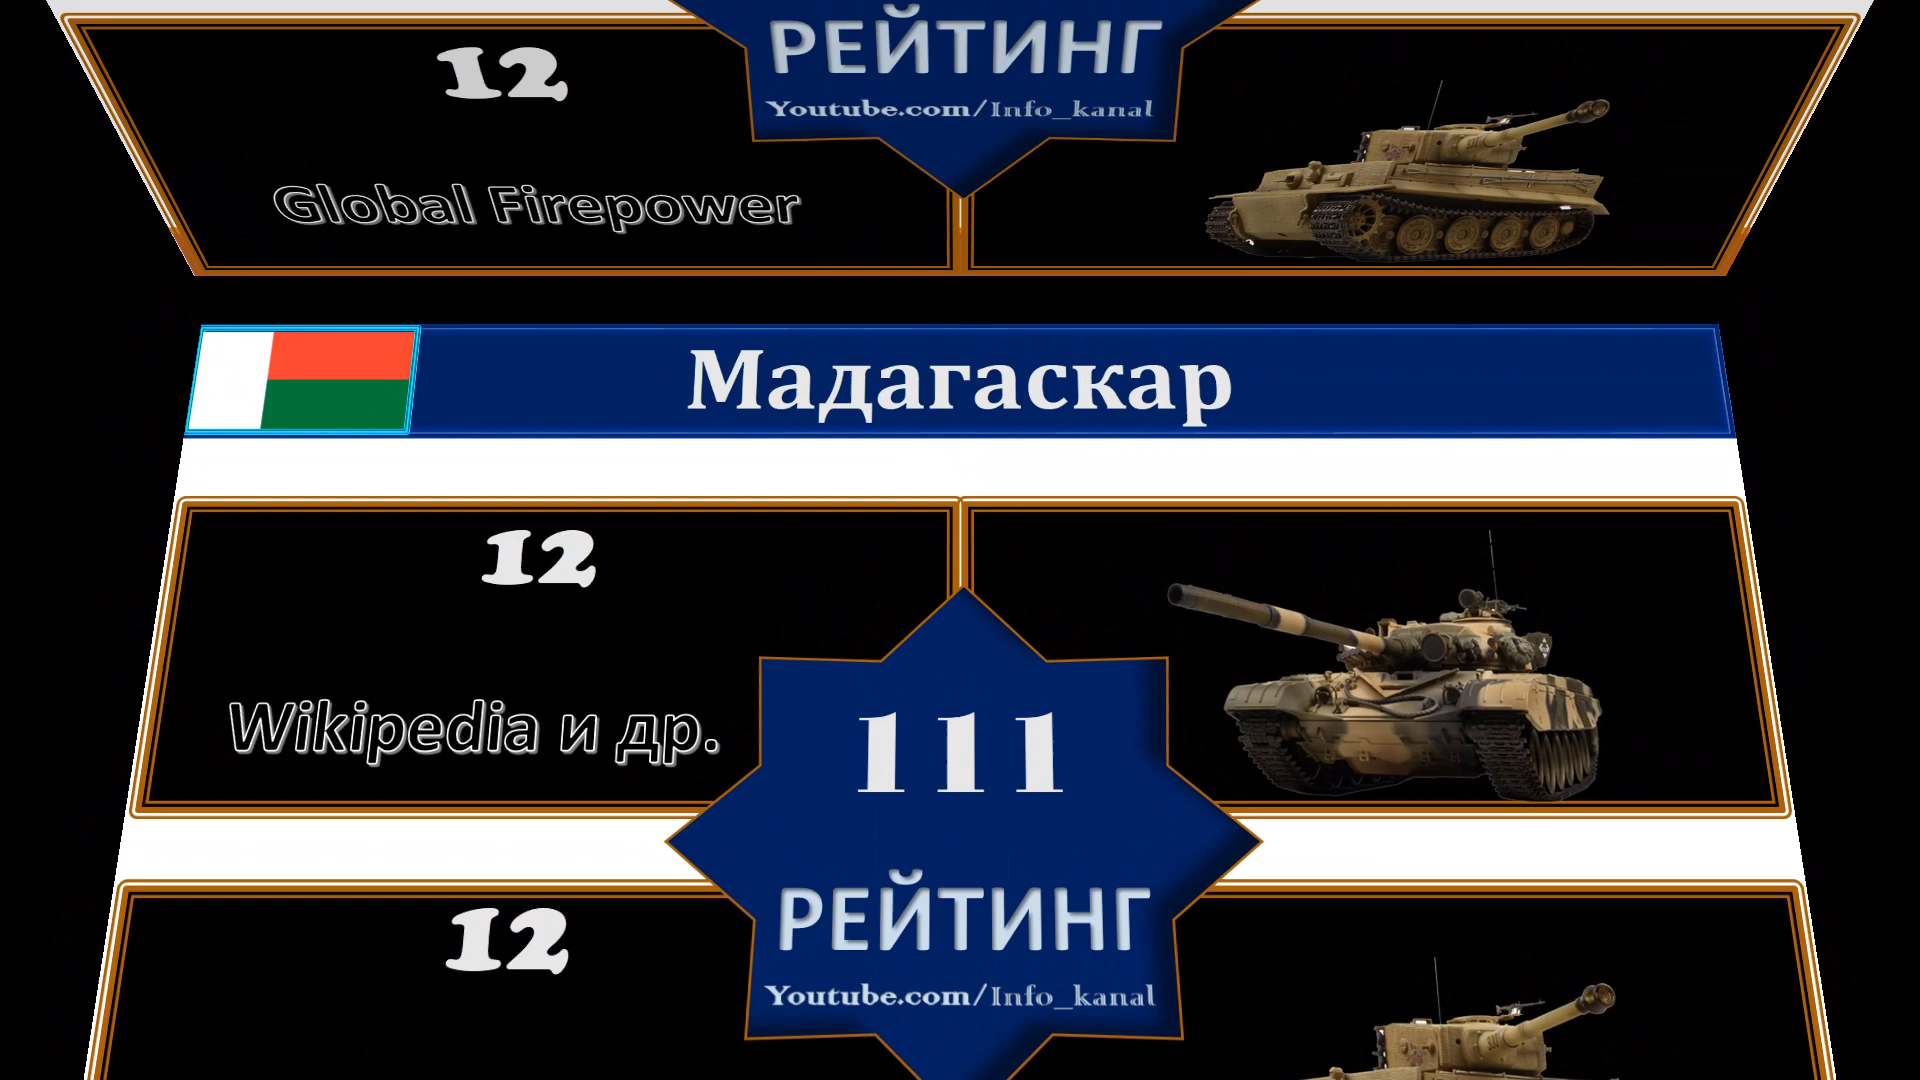 РЕЙТИНГ
Youtube.com/Info_kanal
12
Global Firepower
Мадагаскар
12
Wikipedia и др.
111
РЕЙТИНГ
Youtube.com/Info_kanal
12